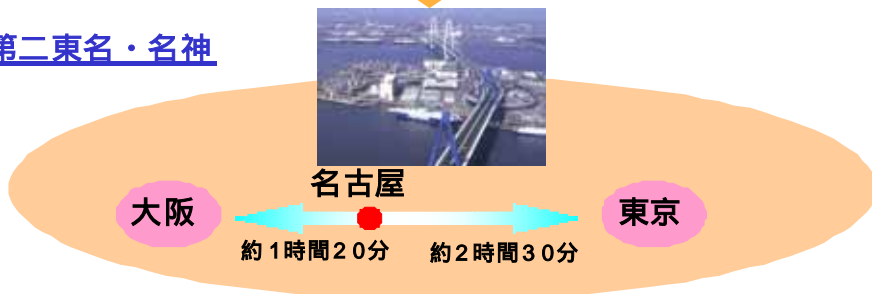 第二東名・名神
名古屋
大阪
東京
約1時間20分
約2時間30分